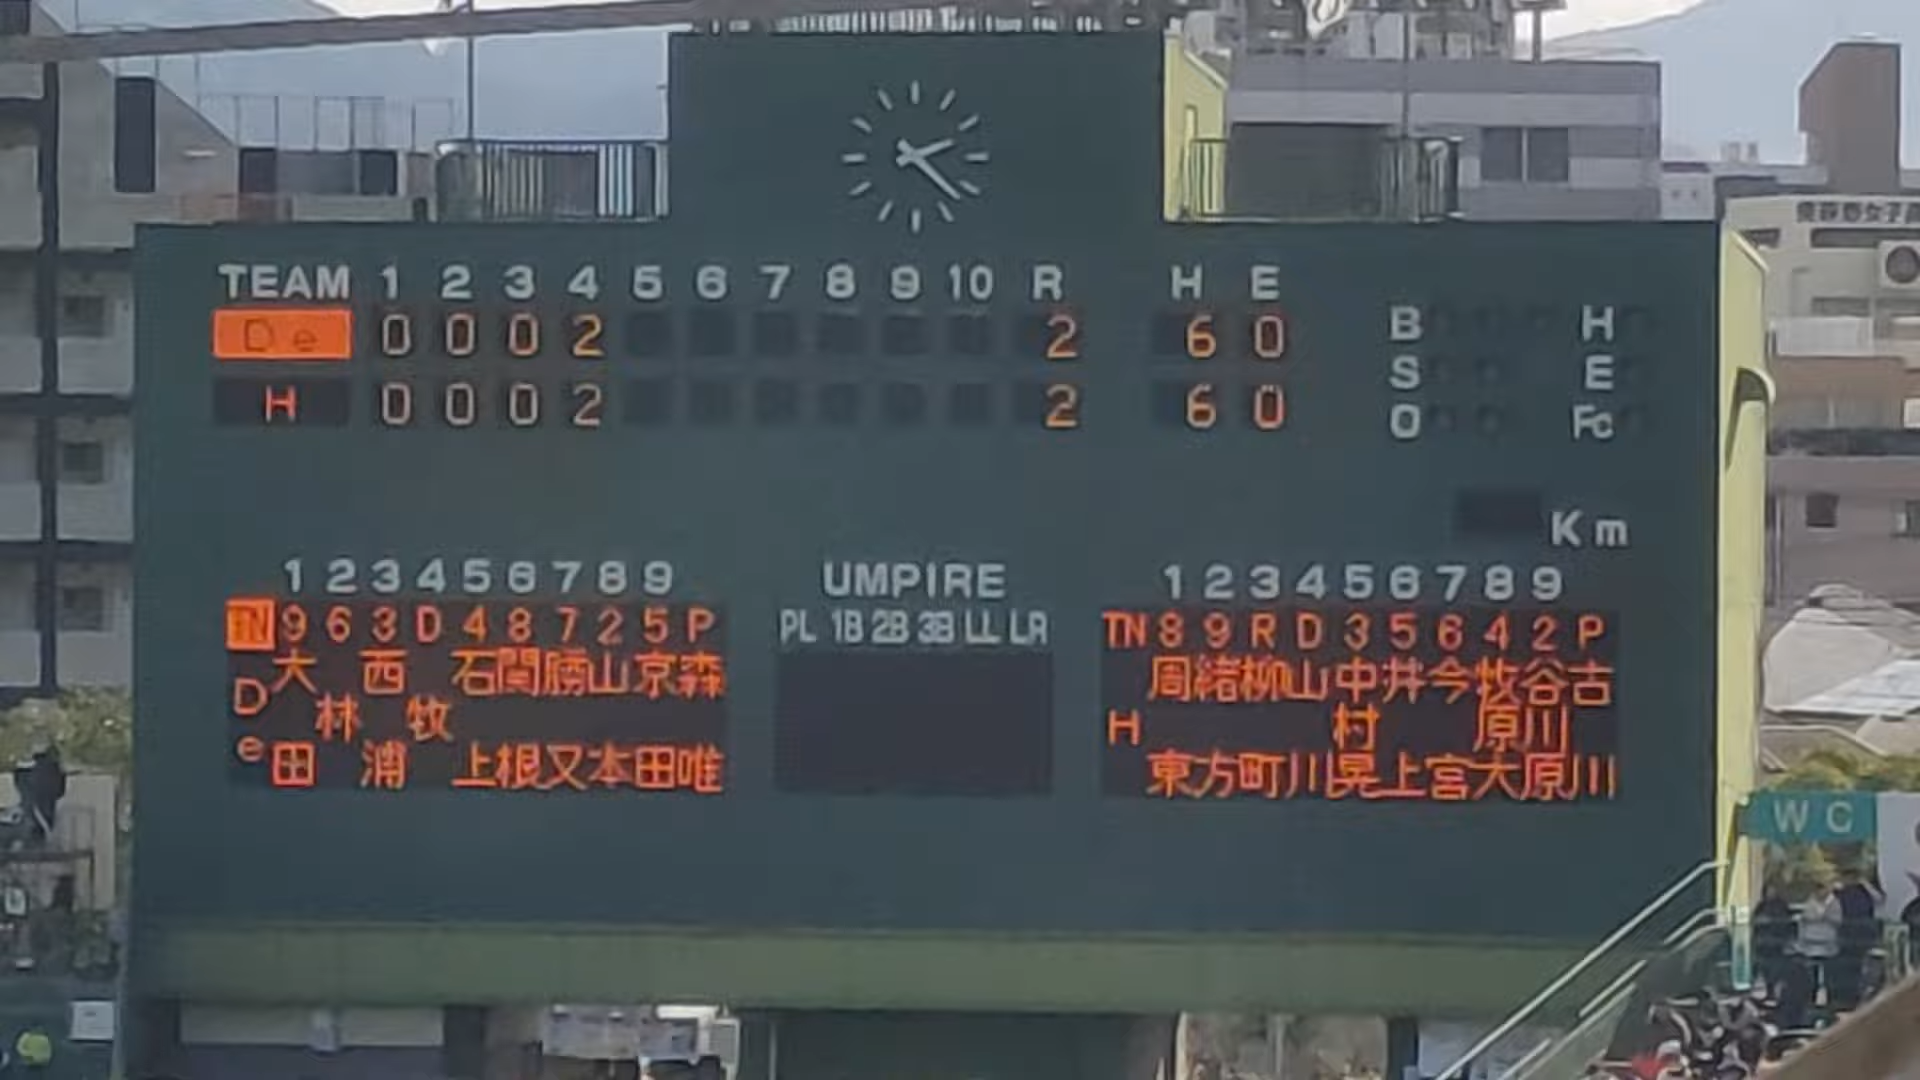 TEAM 1 2 3 4 5 6 7 8 9 10 R H E
De 0 0 0 2 2 6 0
H 0 0 0 2 2 6 0
B H
S E
O Fc
Km
1 2 3 4 5 6 7 8 9
TN 9 6 3 D 4 8 7 2 5 P
De
大田
林
西浦
牧
石上
関根
勝又
山本
京田
森唯
UMPIRE
PL 1B 2B 3B LL LR
1 2 3 4 5 6 7 8 9
TN 8 9 R D 3 5 6 4 2 P
H
周東
緒方
柳町
山川
中村晃
井上
今宮
牧原大
谷川原
古川
WC